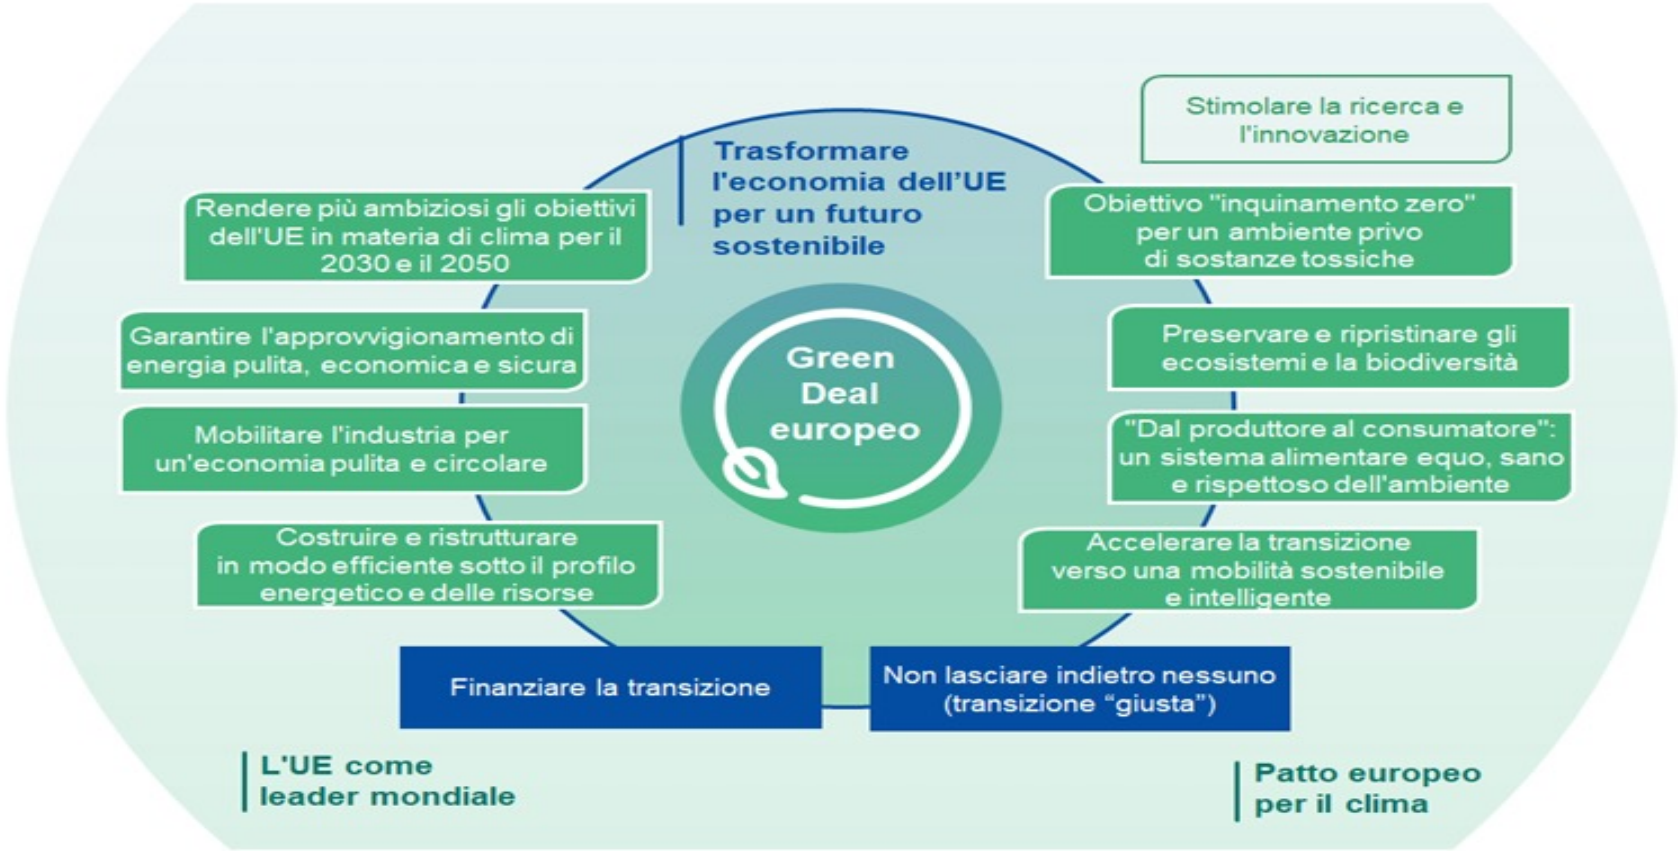 Stimolare la ricerca e
l'innovazione
Trasformare
l'economia dell'UE
per un futuro
sostenibile
Rendere più ambiziosi gli obiettivi
dell'UE in materia di clima per il
2030 e il 2050
Garantire l'approvvigionamento di
energia pulita, economica e sicura
Mobilitare l'industria per
un'economia pulita e circolare
Costruire e ristrutturare
in modo efficiente sotto il profilo
energetico e delle risorse
Green
Deal
europeo
Obiettivo "inquinamento zero"
per un ambiente privo
di sostanze tossiche
Preservare e ripristinare gli
ecosistemi e la biodiversità
"Dal produttore al consumatore":
un sistema alimentare equo, sano
e rispettoso dell'ambiente
Accelerare la transizione
verso una mobilità sostenibile
e intelligente
Finanziare la transizione
Non lasciare indietro nessuno
(transizione “giusta”)
L'UE come
leader mondiale
Patto europeo
per il clima